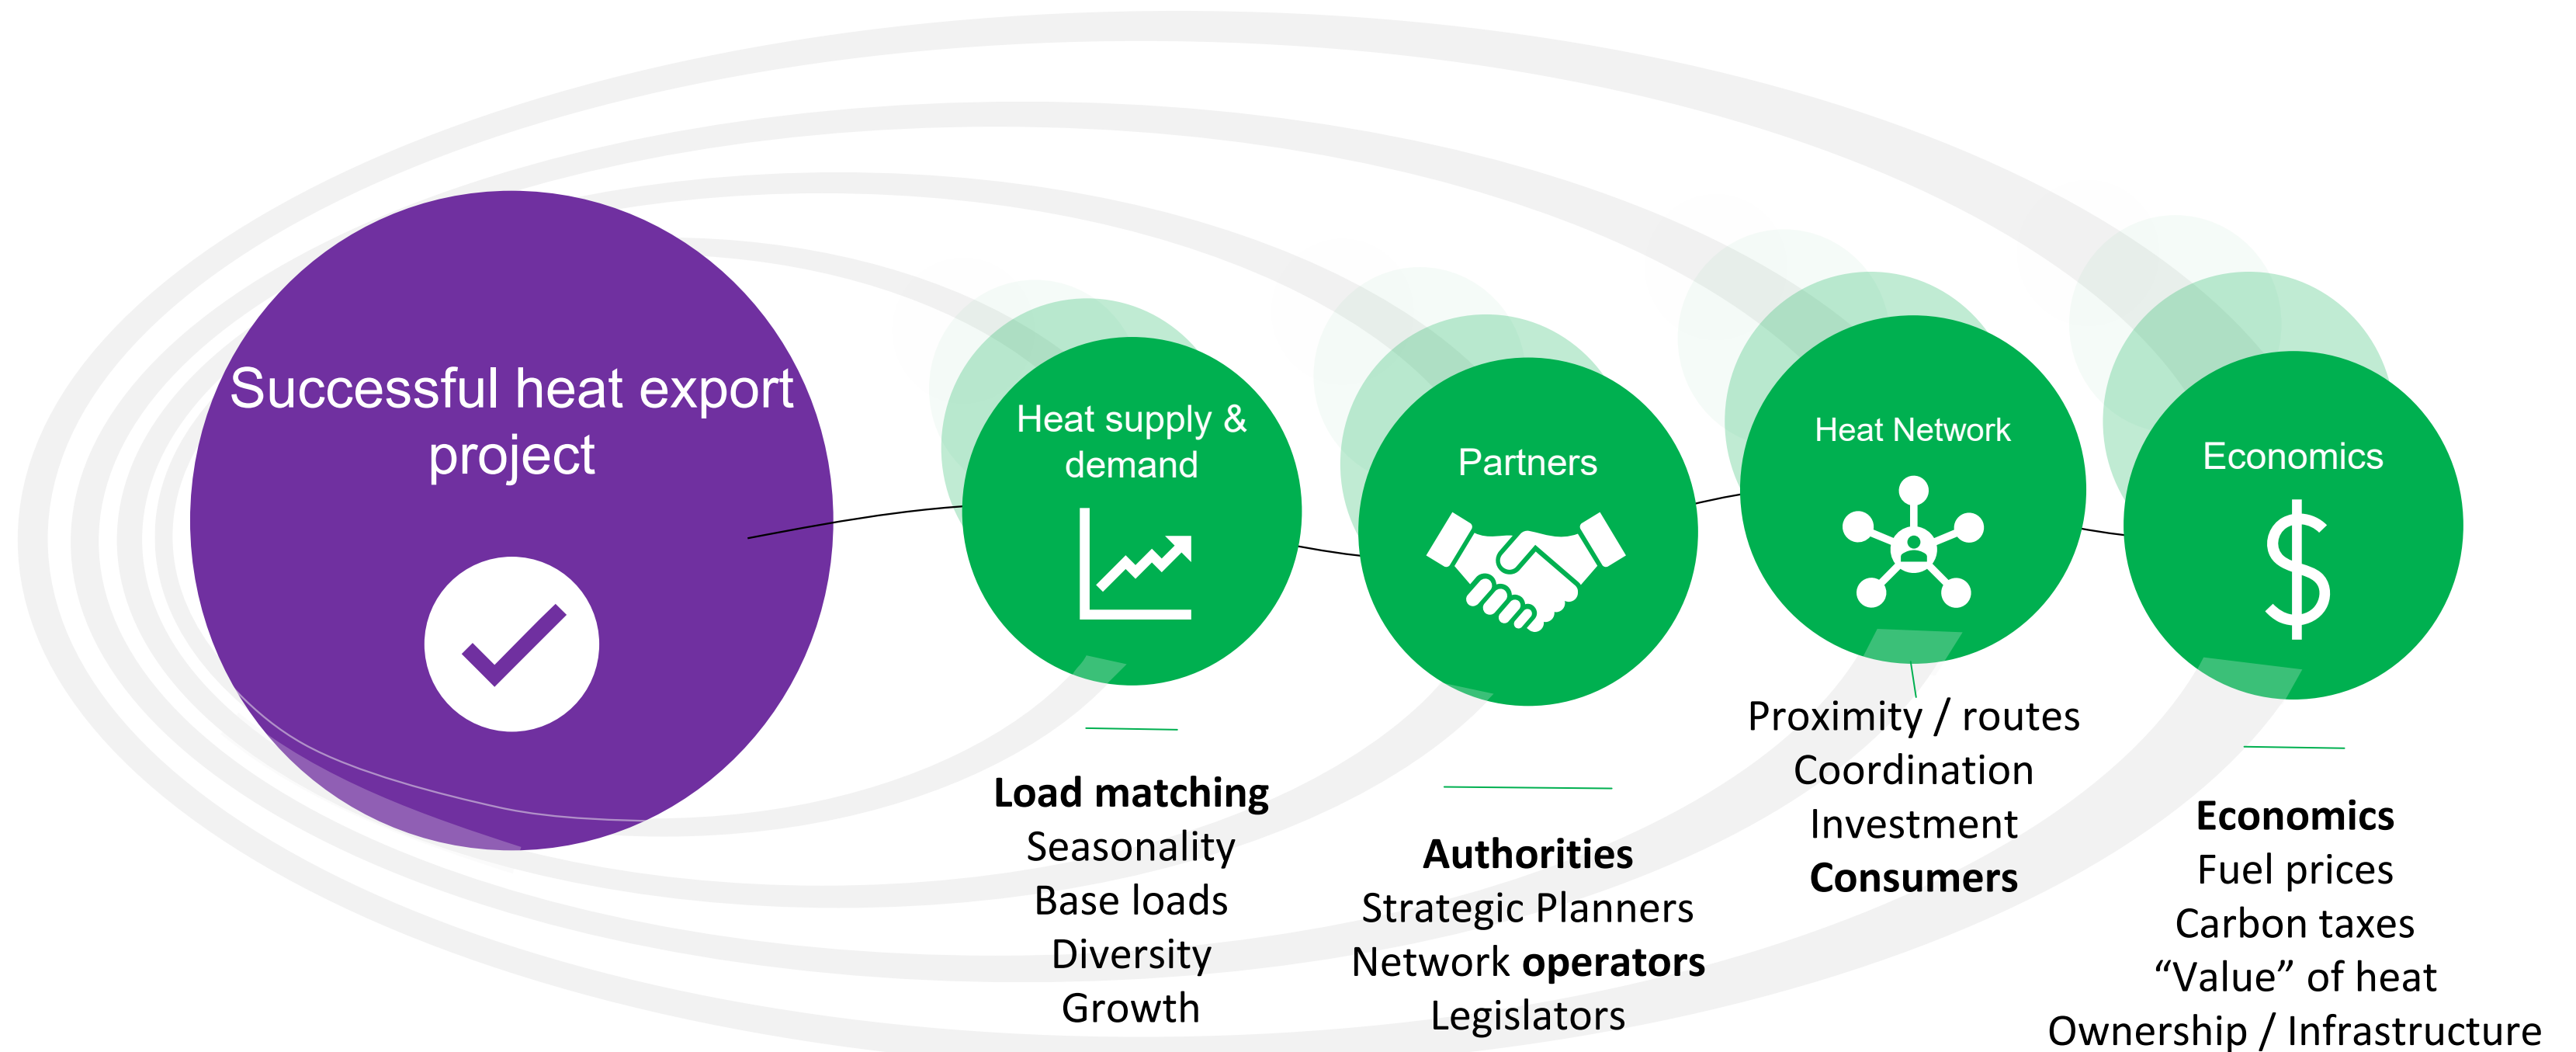 Successful heat export
project
Heat supply &
demand
Load matching
Seasonality
Base loads
Diversity
Growth
Partners
Authorities
Strategic Planners
Network operators
Legislators
Heat Network
Proximity / routes
Coordination
Investment
Consumers
Economics
$
Economics
Fuel prices
Carbon taxes
“Value” of heat
Ownership / Infrastructure